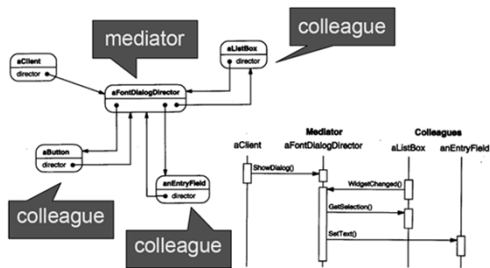 mediator
colleague
aClient
director
aListBox
director
aFontDialogDirector
aButton
director
anEntryField
director
colleague
colleague
Mediator
Colleagues
aClient
aFontDialogDirector
aListBox
anEntryField
ShowDialog()
WidgetChanged()
GetSelection()
SetText()